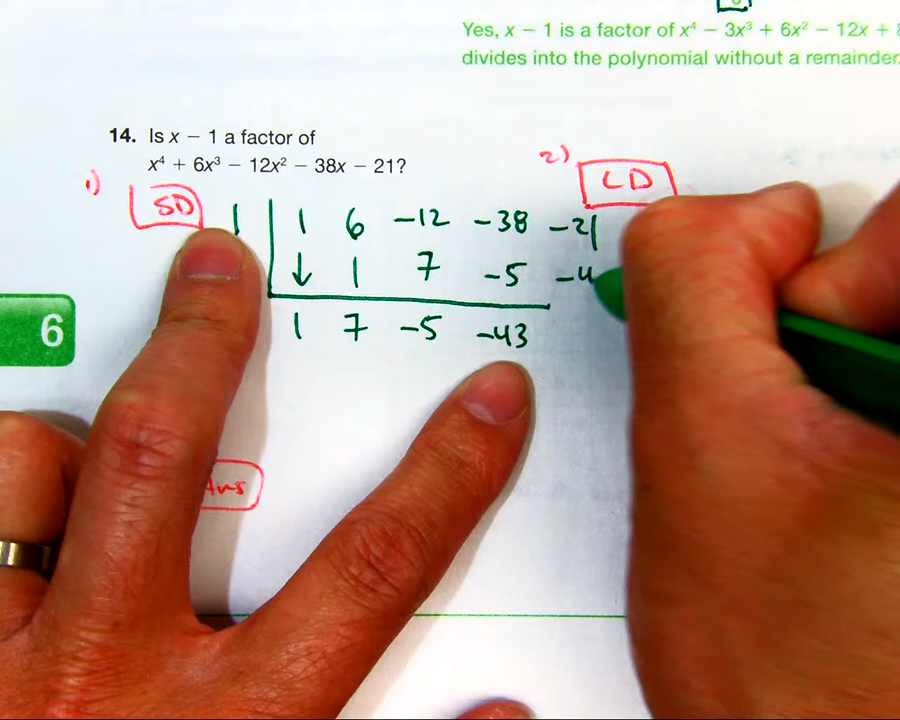 Yes, x − 1 is a factor of x⁴ − 3x³ + 6x² − 12x +
divides into the polynomial without a remainder.
14. Is x − 1 a factor of
x⁴ + 6x³ − 12x² − 38x − 21?
1) SD
2) LD
1 1 6 -12 -38 -21
↓ 1 7 -5 -4
1 7 -5 -43
6
Ans